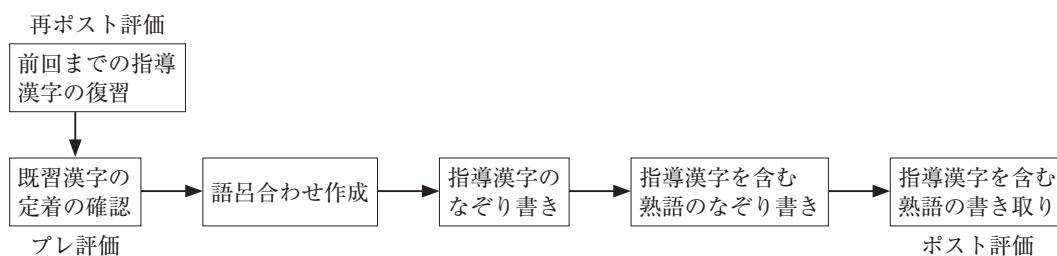 再ポスト評価
前回までの指導
漢字の復習
既習漢字の
定着の確認
プレ評価
語呂合わせ作成
指導漢字の
なぞり書き
指導漢字を含む
熟語のなぞり書き
指導漢字を含む
熟語の書き取り
ポスト評価